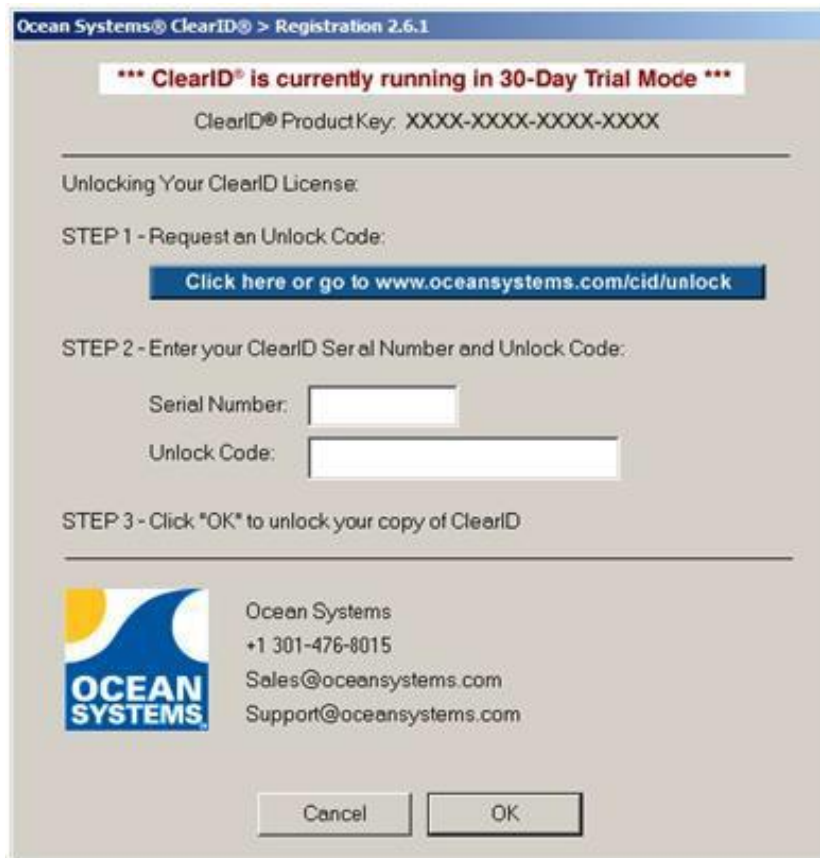 Ocean Systems® ClearID® > Registration 2.6.1
*** ClearID® is currently running in 30-Day Trial Mode ***
ClearID® ProductKey: XXXX-XXXX-XXXX-XXXX
Unlocking Your ClearID License:
STEP 1 - Request an Unlock Code:
Click here or go to www.oceansystems.com/cid/unlock
STEP 2 - Enter your ClearID Seral Number and Unlock Code:
Serial Number:
Unlock Code:
STEP 3 - Click "OK" to unlock your copy of ClearID
OCEAN
SYSTEMS
Ocean Systems
+1 301-476-8015
Sales@oceansystems.com
Support@oceansystems.com
Cancel
OK